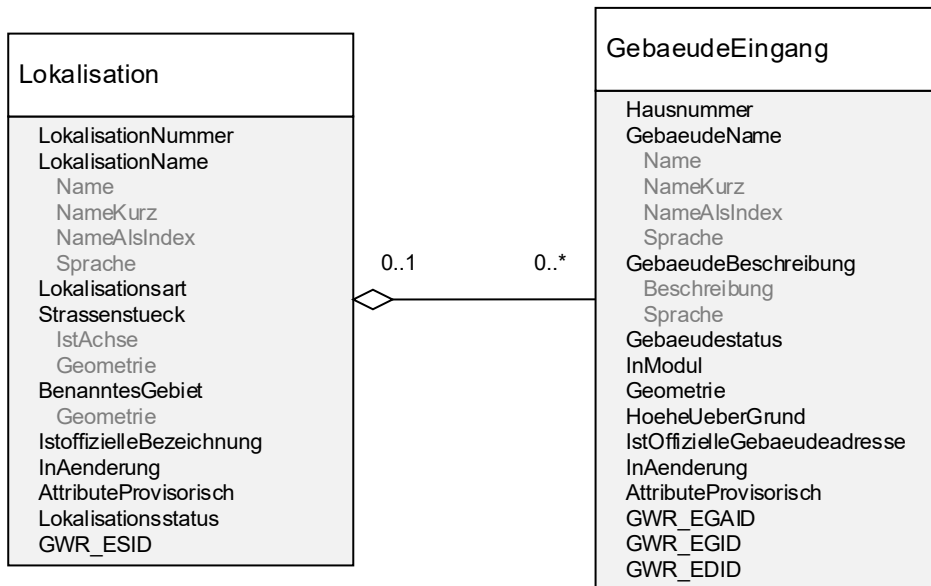 Lokalisation
LokalisationNummer
LokalisationName
Name
NameKurz
NameAlsIndex
Sprache
Lokalisationsart
Strassenstueck
IstAchse
Geometrie
BenanntesGebiet
Geometrie
IstoffizielleBezeichnung
InAenderung
AttributeProvisorisch
Lokalisationsstatus
GWR_ESID
0..1
0..*
GebaeudeEingang
Hausnummer
GebaeudeName
Name
NameKurz
NameAlsIndex
Sprache
GebaeudeBeschreibung
Beschreibung
Sprache
Gebaeudestatus
InModul
Geometrie
HoeheUeberGrund
IstOffizielleGebaeudeadresse
InAenderung
AttributeProvisorisch
GWR_EGAID
GWR_EGID
GWR_EDID